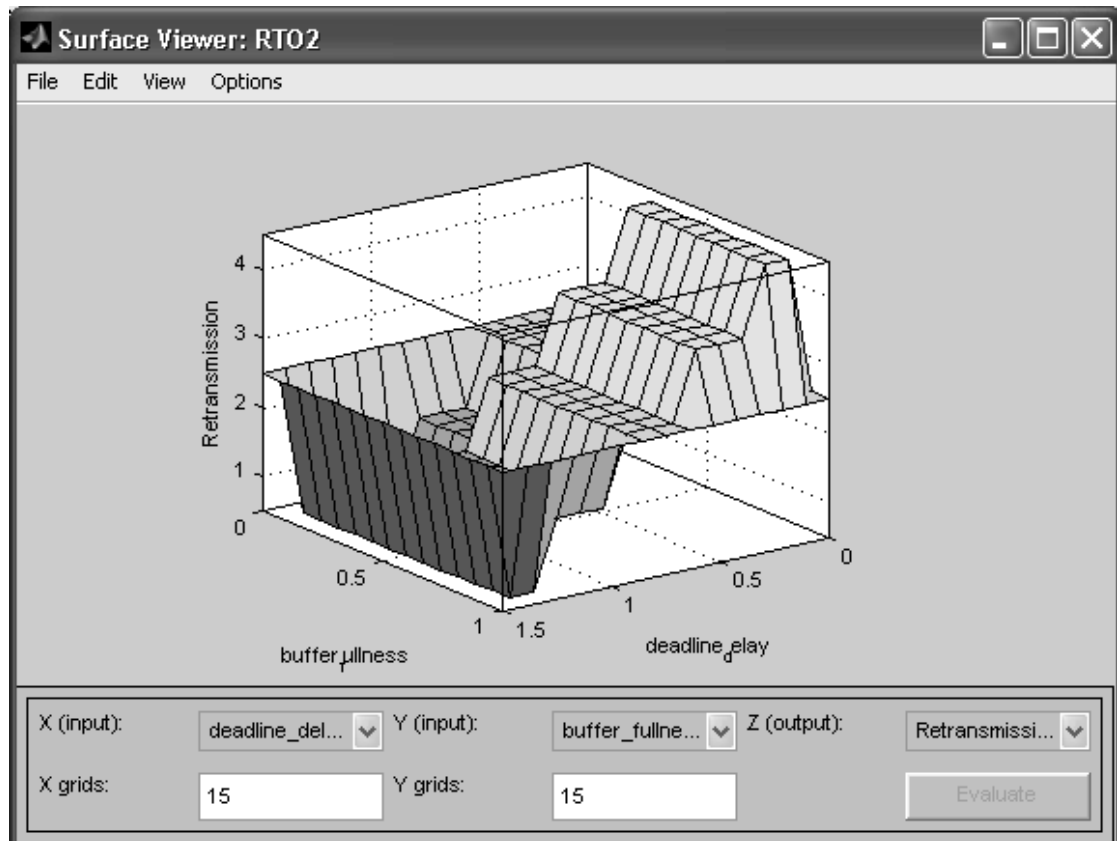 Surface Viewer: RTO2
File Edit View Options
4
3
2
1
0
Retransmission
0
0.5
1
buffer_fullness
1.5
1
0.5
0
deadline_delay
X (input):
deadline_del...
Y (input):
buffer_fullne...
Z (output):
Retransmissi...
X grids:
15
Y grids:
15
Evaluate